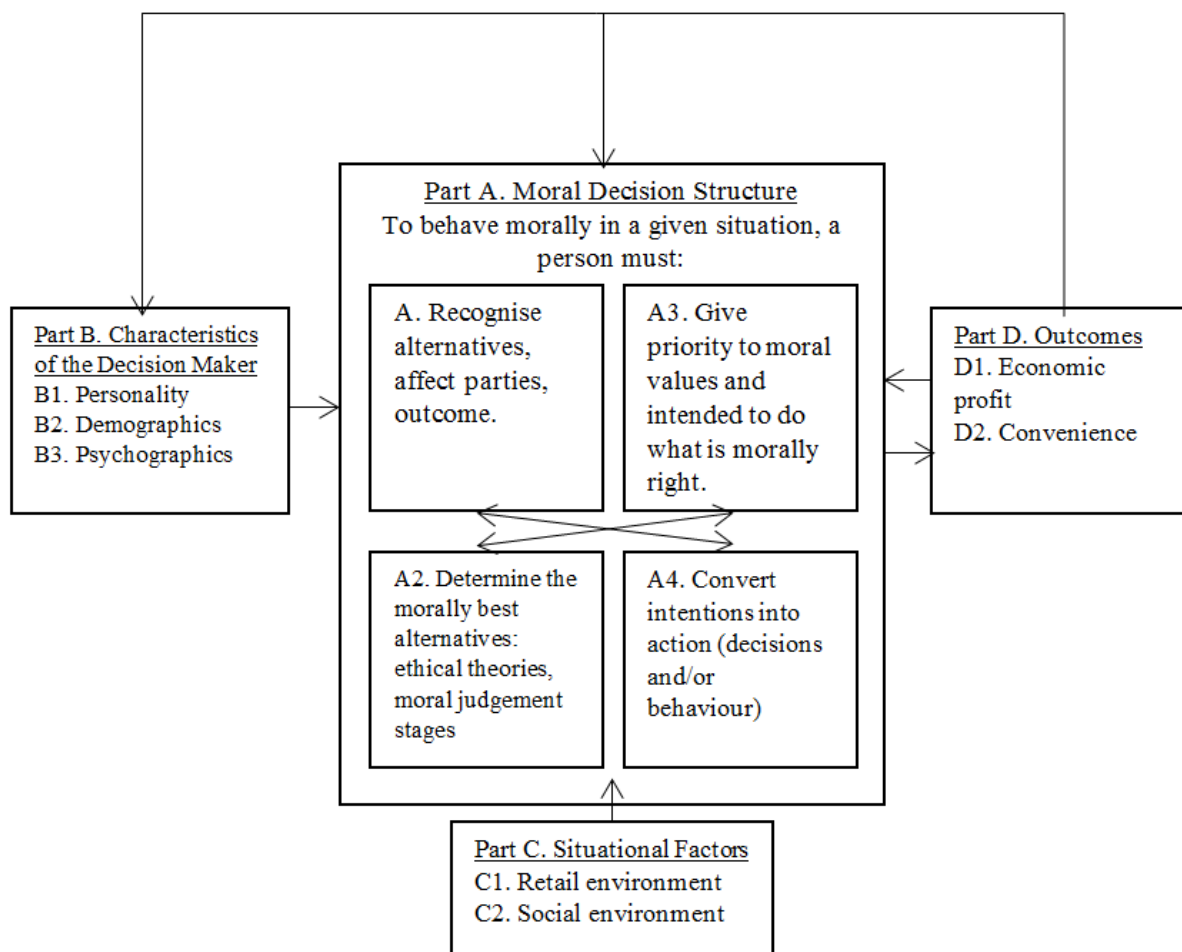 Part A. Moral Decision Structure
To behave morally in a given situation, a
person must:
A. Recognise
alternatives,
affect parties,
outcome.
A3. Give
priority to moral
values and
intended to do
what is morally
right.
A2. Determine the
morally best
alternatives:
ethical theories,
moral judgement
stages
A4. Convert
intentions into
action (decisions
and/or
behaviour)
Part B. Characteristics
of the Decision Maker
B1. Personality
B2. Demographics
B3. Psychographics
Part D. Outcomes
D1. Economic
profit
D2. Convenience
Part C. Situational Factors
C1. Retail environment
C2. Social environment